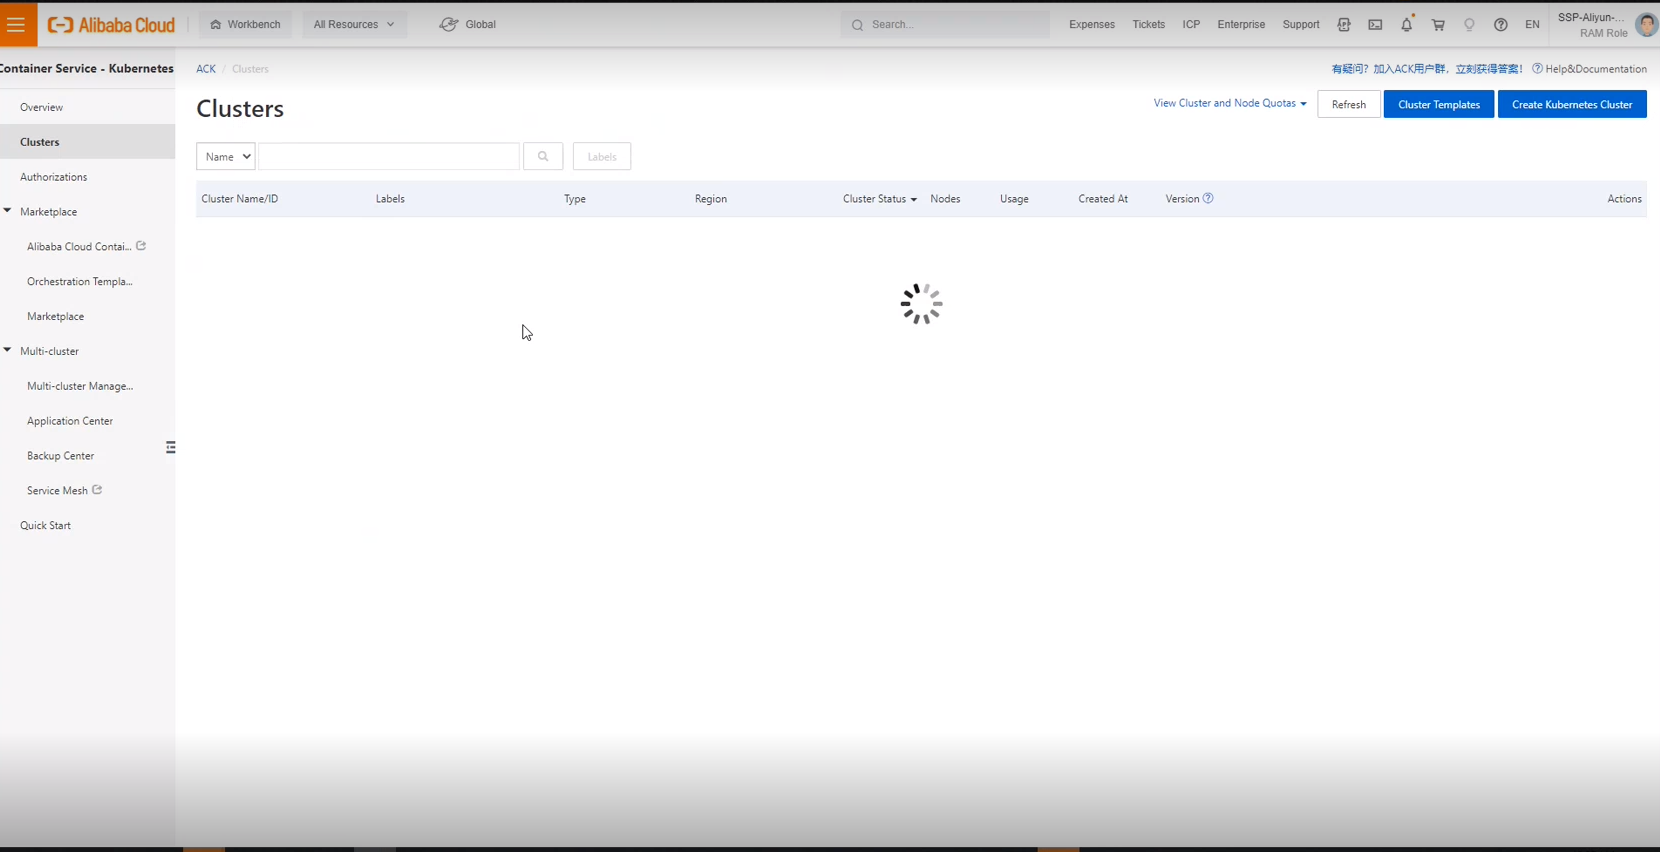 Alibaba Cloud
Workbench
All Resources
Global
Search...
Expenses
Tickets
ICP
Enterprise
Support
EN
SSP-Aliyun-...
RAM Role
Container Service - Kubernetes
Overview
Clusters
Authorizations
Marketplace
Alibaba Cloud Contai...
Orchestration Templa...
Marketplace
Multi-cluster
Multi-cluster Manage...
Application Center
Backup Center
Service Mesh
Quick Start
ACK / Clusters
有疑问? 加入ACK用户群, 立刻获得答案! Help&Documentation
Clusters
View Cluster and Node Quotas
Refresh
Cluster Templates
Create Kubernetes Cluster
Name
Labels
Cluster Name/ID
Labels
Type
Region
Cluster Status
Nodes
Usage
Created At
Version
Actions